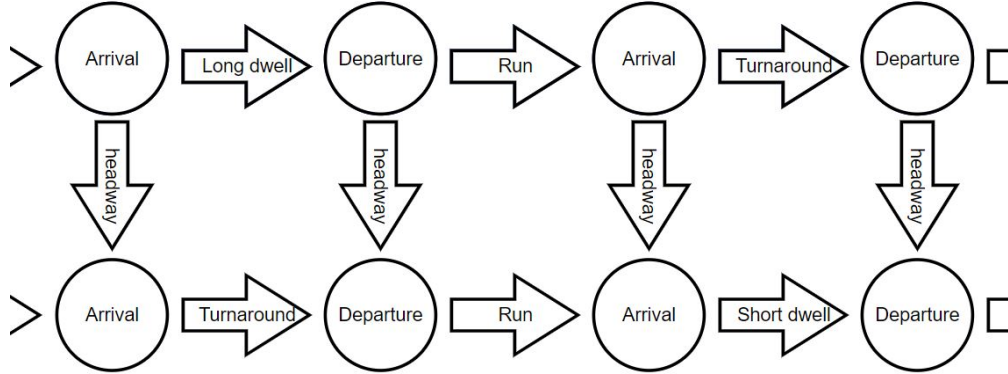 Arrival Long dwell Departure Run Arrival Turnaround Departure
headway headway headway headway
Arrival Turnaround Departure Run Arrival Short dwell Departure